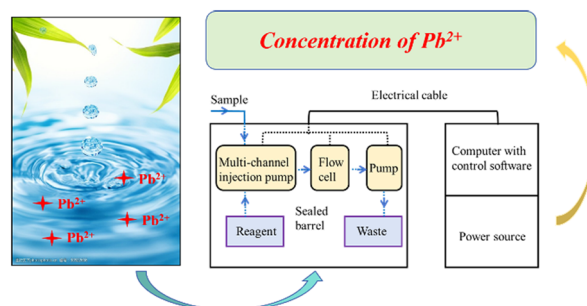 Concentration of Pb²⁺
Sample
Electrical cable
Multi-channel
injection pump
Flow
cell
Pump
Computer with
control software
Pb²⁺
Pb²⁺
Pb²⁺
Pb²⁺
Reagent
Sealed
barrel
Waste
Power source